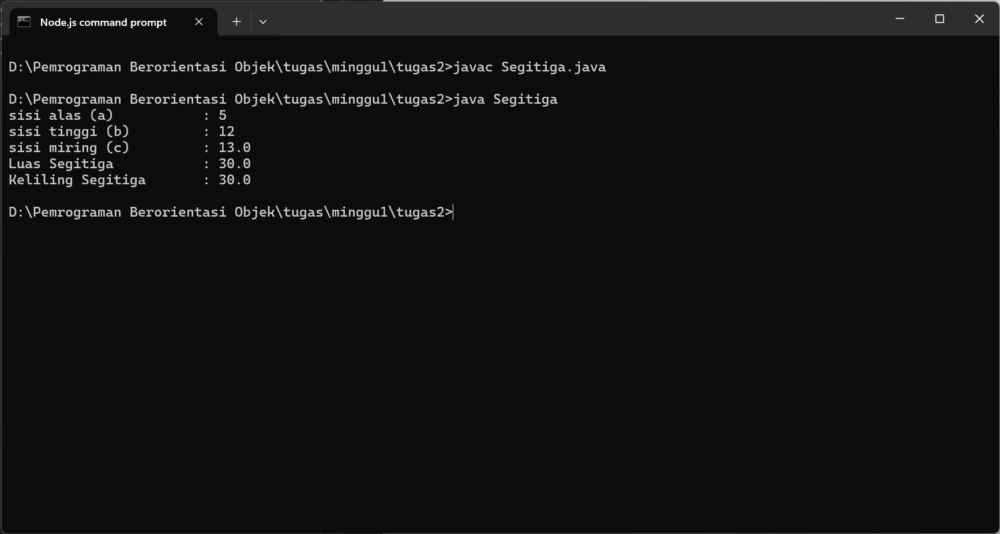 Node.js command prompt
D:\Pemrograman Berorientasi Objek\tugas\minggu1\tugas2>javac Segitiga.java
D:\Pemrograman Berorientasi Objek\tugas\minggu1\tugas2>java Segitiga
sisi alas (a)           : 5
sisi tinggi (b)         : 12
sisi miring (c)         : 13.0
Luas Segitiga           : 30.0
Keliling Segitiga       : 30.0
D:\Pemrograman Berorientasi Objek\tugas\minggu1\tugas2>